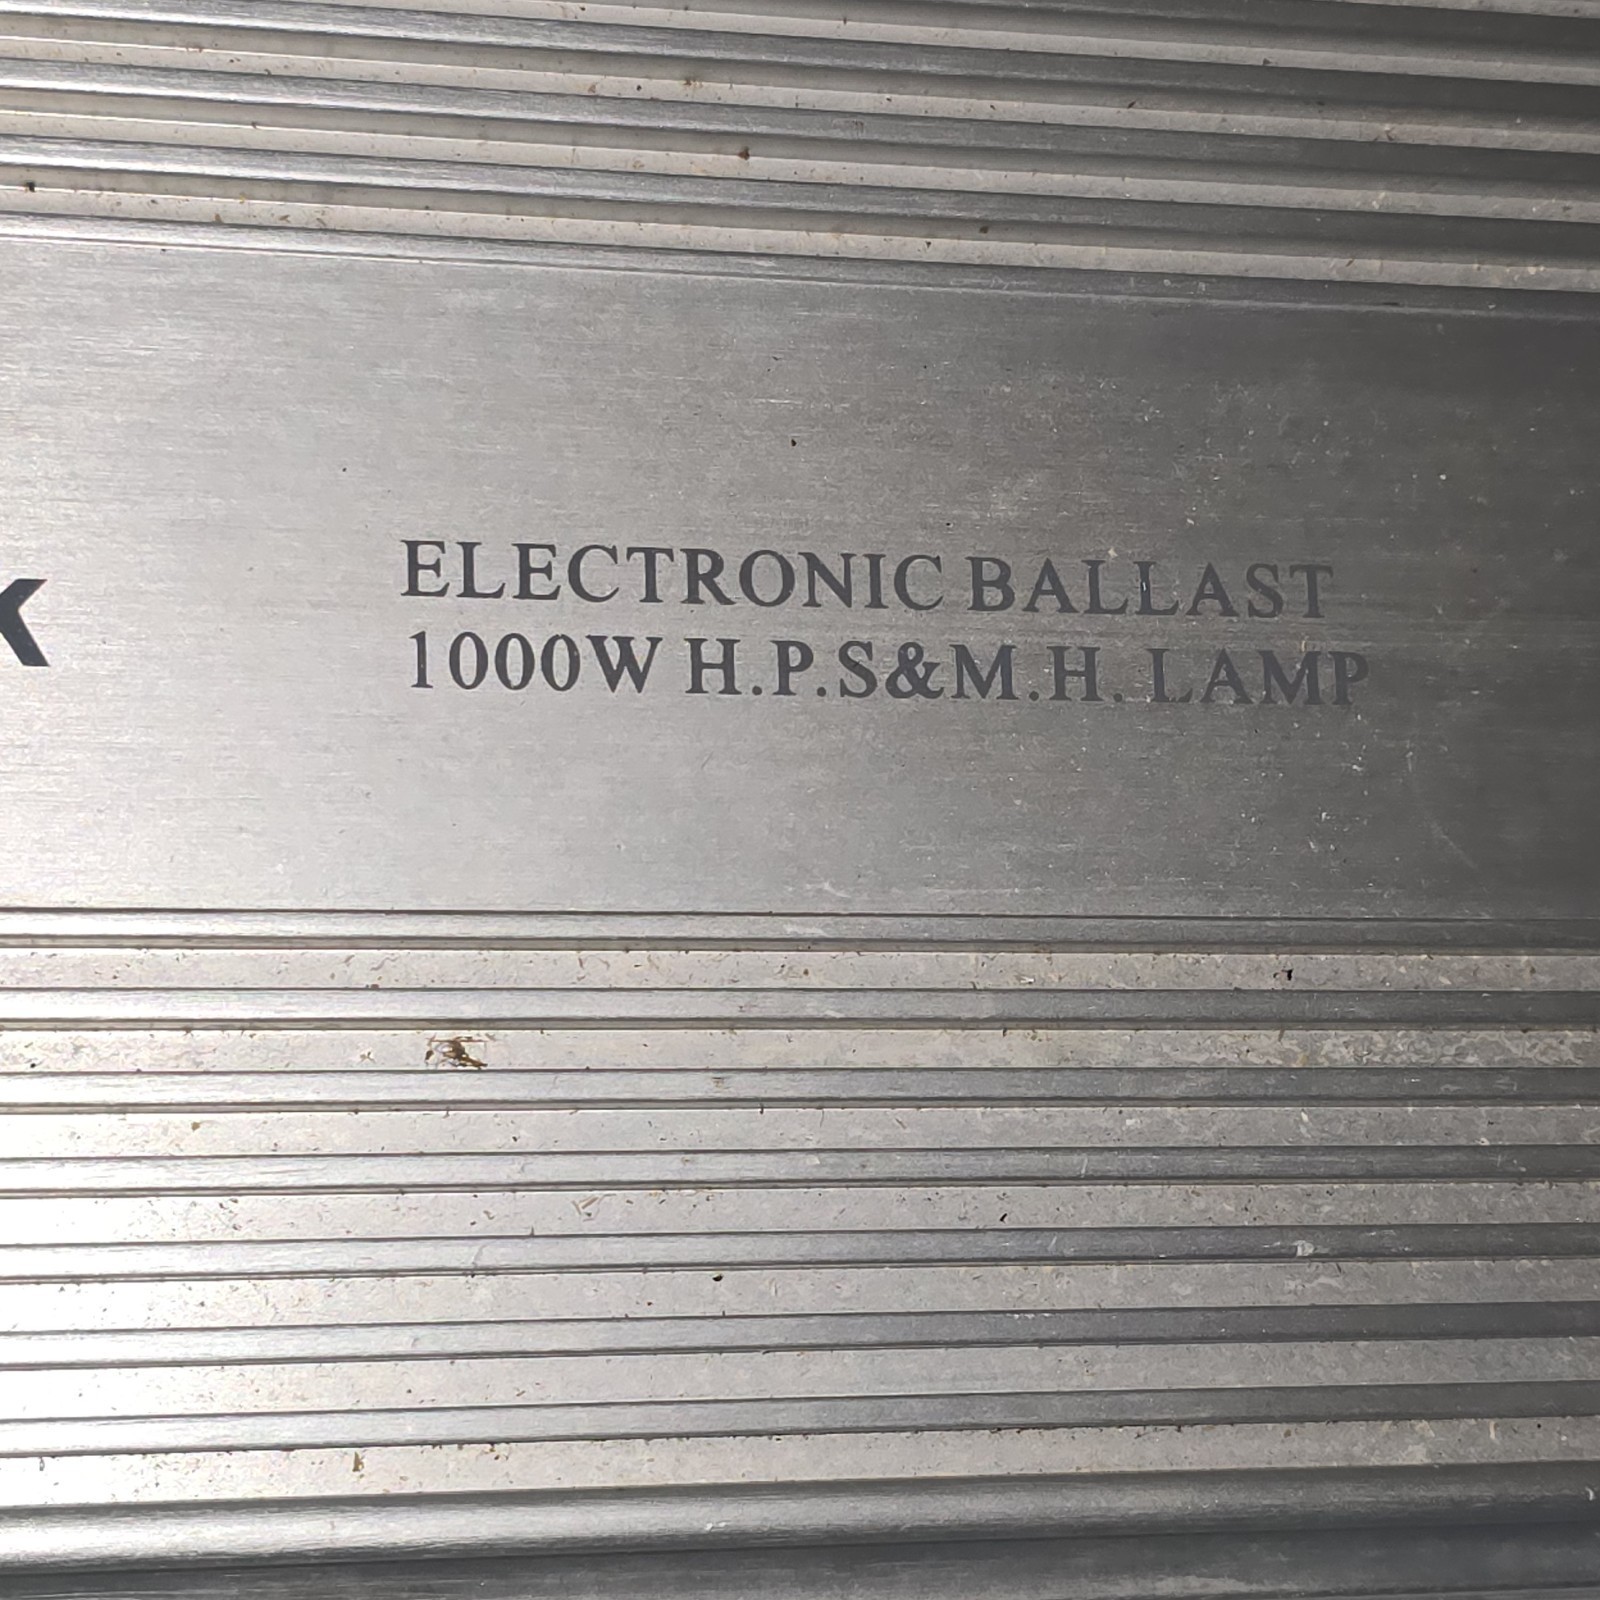 K
ELECTRONIC BALLAST
1000W H.P.S&M.H. LAMP